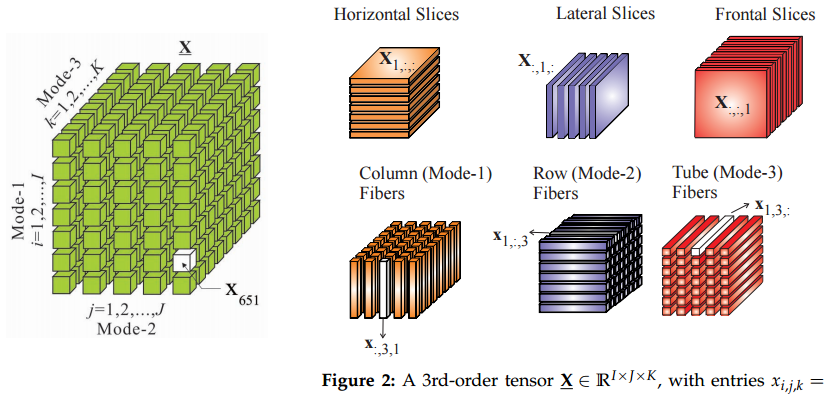 X
Mode-3
k=1,2,...,K
Mode-1
i=1,2,...,I
X651
j=1,2,...,J
Mode-2
Horizontal Slices
Lateral Slices
Frontal Slices
X1,:,:
X:,1,:
X:,:,1
Column (Mode-1)
Fibers
Row (Mode-2)
Fibers
Tube (Mode-3)
Fibers
x:,3,1
x1,:,3
x1,3,:
Figure 2: A 3rd-order tensor X ∈ ℝI×J×K, with entries xi,j,k =